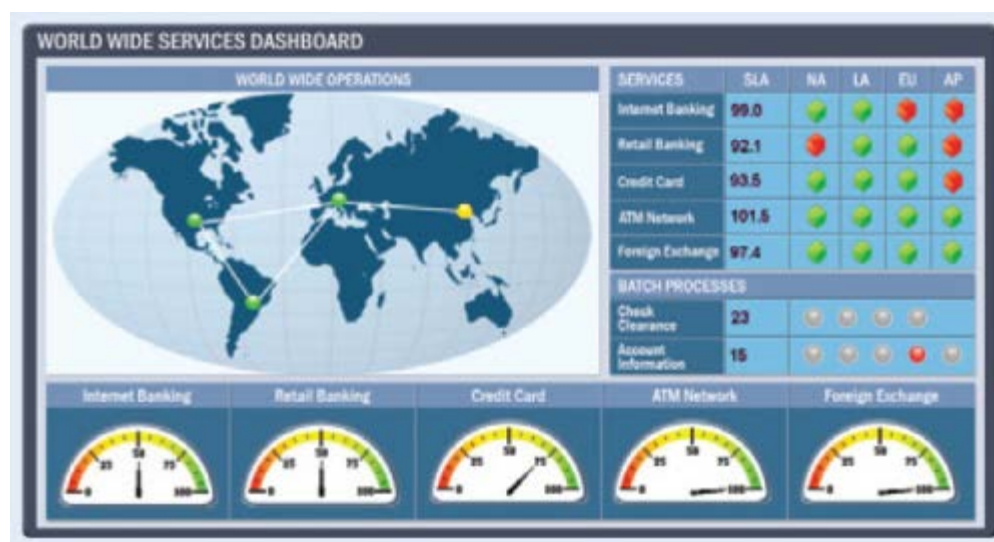 WORLD WIDE SERVICES DASHBOARD
WORLD WIDE OPERATIONS
SERVICES SLA NA LA EU AP
Internet Banking 99.0
Retail Banking 92.1
Credit Card 93.5
ATM Network 101.5
Foreign Exchange 97.4
BATCH PROCESSES
Check
Clearance 23
Account
Information 15
Internet Banking Retail Banking Credit Card ATM Network Foreign Exchange
50 50 50 50 50
25 75 25 75 25 75 25 75 25 75
0 100 0 100 0 100 0 100 0 100